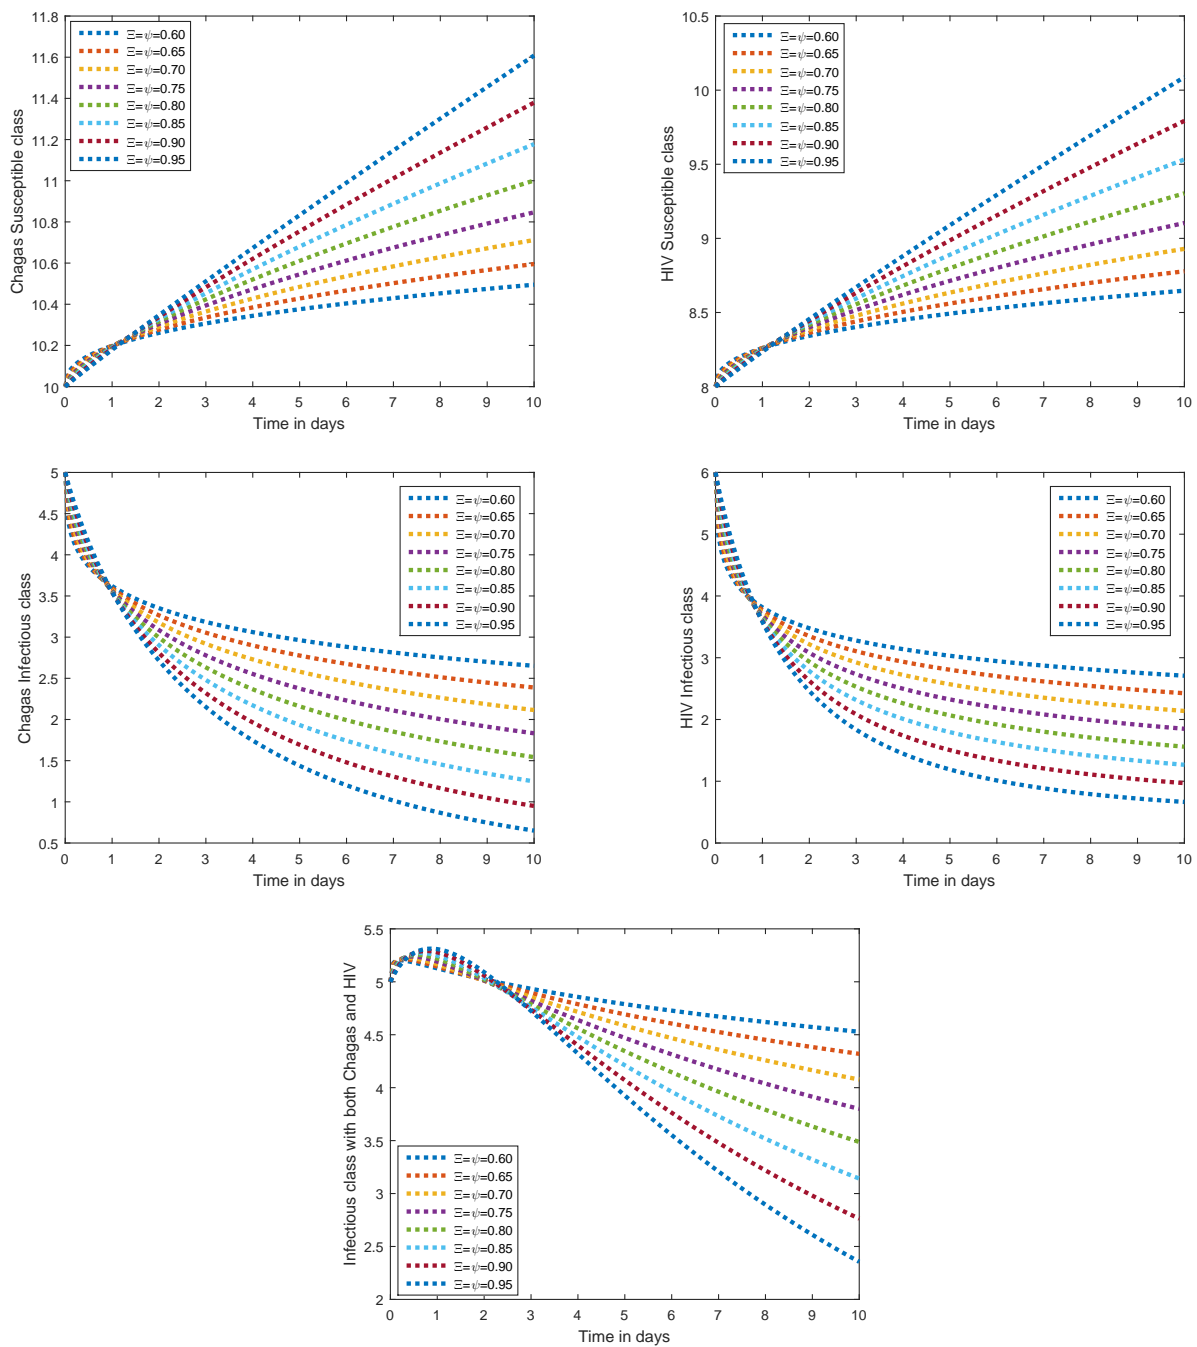 11.8
11.6
11.4
11.2
11
10.8
10.6
10.4
10.2
10
Chagas Susceptible class
Ξ=ψ=0.60
Ξ=ψ=0.65
Ξ=ψ=0.70
Ξ=ψ=0.75
Ξ=ψ=0.80
Ξ=ψ=0.85
Ξ=ψ=0.90
Ξ=ψ=0.95
0 1 2 3 4 5 6 7 8 9 10
Time in days
10.5
10
9.5
9
8.5
8
HIV Susceptible class
Ξ=ψ=0.60
Ξ=ψ=0.65
Ξ=ψ=0.70
Ξ=ψ=0.75
Ξ=ψ=0.80
Ξ=ψ=0.85
Ξ=ψ=0.90
Ξ=ψ=0.95
0 1 2 3 4 5 6 7 8 9 10
Time in days
5
4.5
4
3.5
3
2.5
2
1.5
1
0.5
Chagas Infectious class
Ξ=ψ=0.60
Ξ=ψ=0.65
Ξ=ψ=0.70
Ξ=ψ=0.75
Ξ=ψ=0.80
Ξ=ψ=0.85
Ξ=ψ=0.90
Ξ=ψ=0.95
0 1 2 3 4 5 6 7 8 9 10
Time in days
6
5
4
3
2
1
0
HIV Infectious class
Ξ=ψ=0.60
Ξ=ψ=0.65
Ξ=ψ=0.70
Ξ=ψ=0.75
Ξ=ψ=0.80
Ξ=ψ=0.85
Ξ=ψ=0.90
Ξ=ψ=0.95
0 1 2 3 4 5 6 7 8 9 10
Time in days
5.5
5
4.5
4
3.5
3
2.5
2
Infectious class with both Chagas and HIV
Ξ=ψ=0.60
Ξ=ψ=0.65
Ξ=ψ=0.70
Ξ=ψ=0.75
Ξ=ψ=0.80
Ξ=ψ=0.85
Ξ=ψ=0.90
Ξ=ψ=0.95
0 1 2 3 4 5 6 7 8 9 10
Time in days